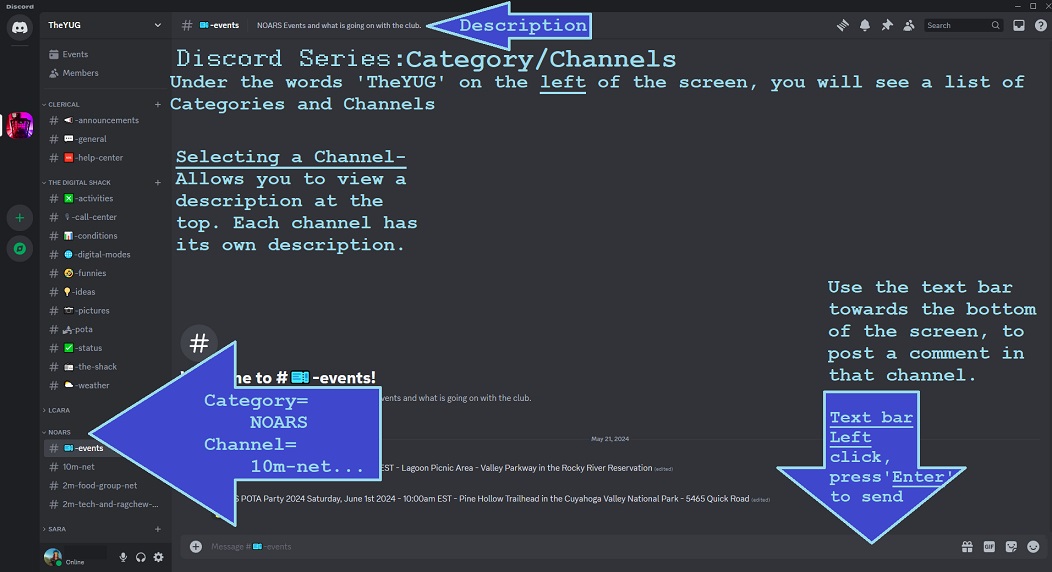 Discord
TheYUG
# -events NOARS Events and what is going on with the club.
Description
Search
Events
Members
CLERICAL
# -announcements
# -general
# -help-center
THE DIGITAL SHACK
# -activities
# -call-center
# -conditions
# -digital-modes
# -funnies
# -ideas
# -pictures
# -pota
# -status
# -the-shack
# -weather
LCARA
NOARS
# -events
# 10m-net
# 2m-food-group-net
# 2m-tech-and-ragchew-...
SARA
Online
Discord Series:Category/Channels
Under the words 'TheYUG' on the left of the screen, you will see a list of
Categories and Channels
Selecting a Channel-
Allows you to view a
description at the
top. Each channel has
its own description.
Use the text bar
towards the bottom
of the screen, to
post a comment in
that channel.
#
to # -events!
and what is going on with the club.
Category=
NOARS
Channel=
10m-net...
May 21, 2024
EST - Lagoon Picnic Area - Valley Parkway in the Rocky River Reservation (edited)
POTA Party 2024 Saturday, June 1st 2024 - 10:00am EST - Pine Hollow Trailhead in the Cuyahoga Valley National Park - 5465 Quick Road (edited)
Text bar
Left
click,
press'Enter'
to send
Message # -events
GIF